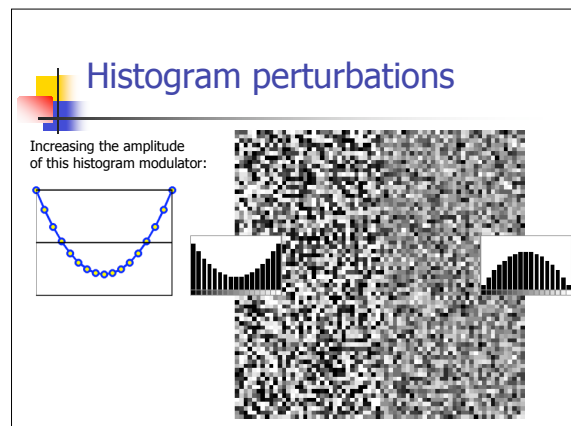 Histogram perturbations
Increasing the amplitude
of this histogram modulator: